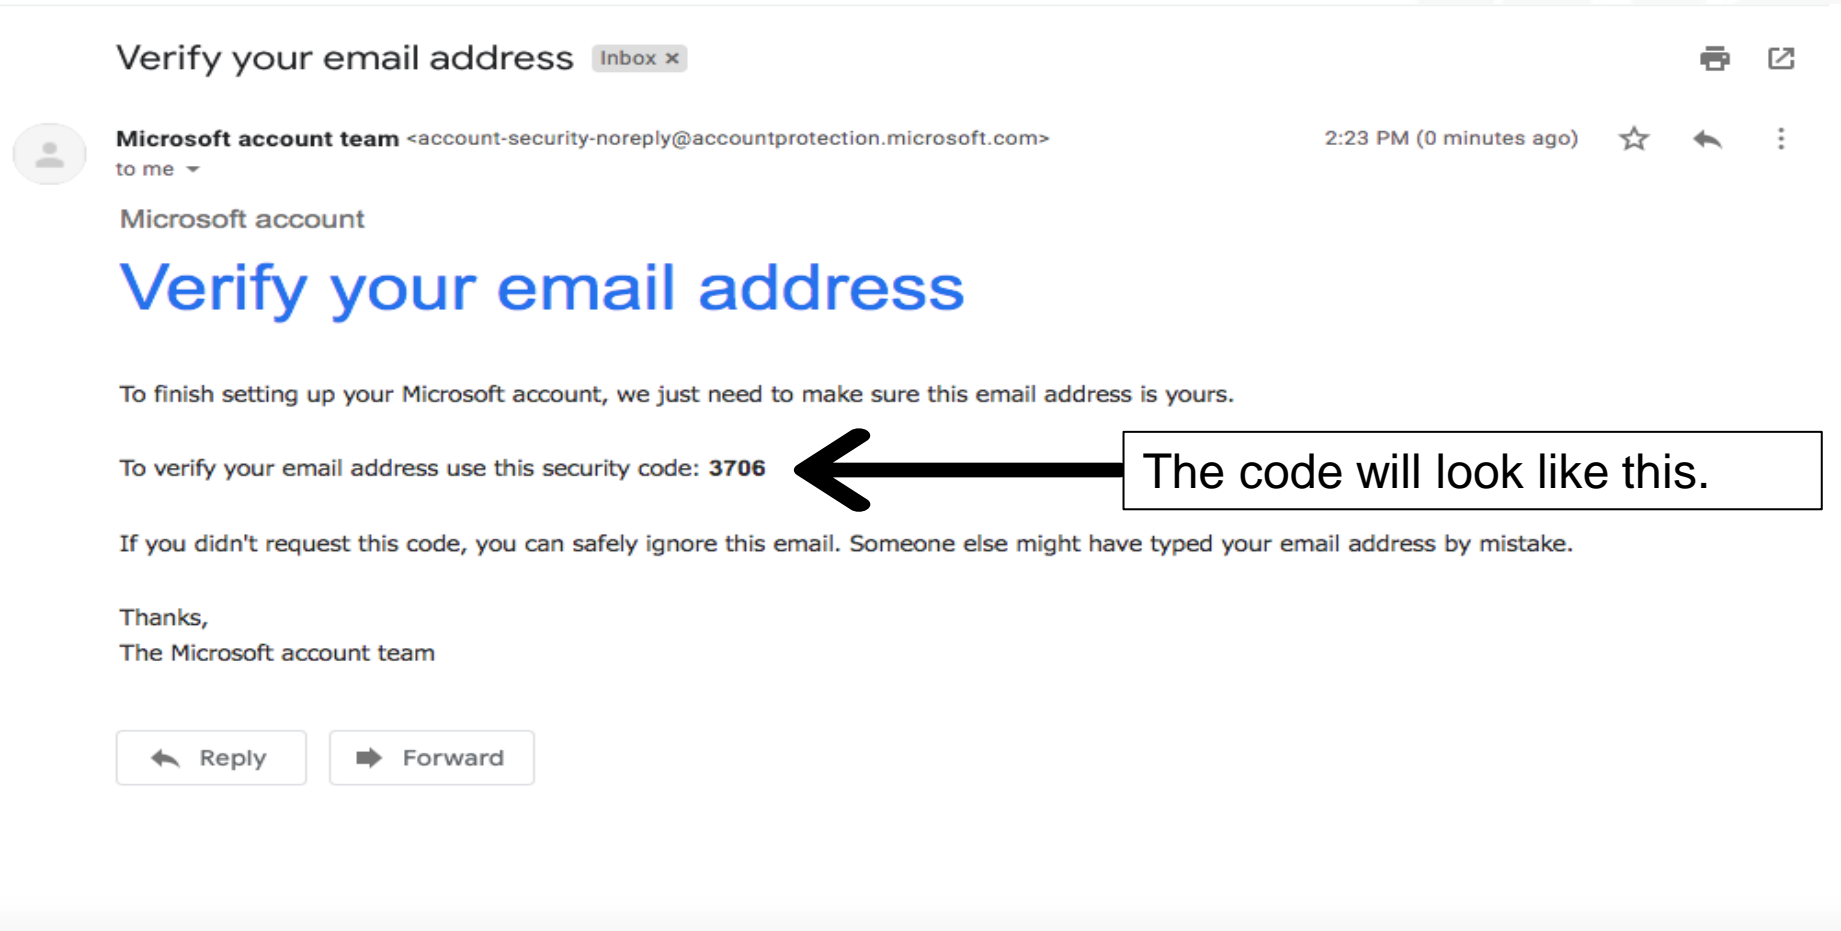 Verify your email address Inbox ×
Microsoft account team <account-security-noreply@accountprotection.microsoft.com> 2:23 PM (0 minutes ago)
to me
Microsoft account
Verify your email address
To finish setting up your Microsoft account, we just need to make sure this email address is yours.
To verify your email address use this security code: 3706
The code will look like this.
If you didn't request this code, you can safely ignore this email. Someone else might have typed your email address by mistake.
Thanks,
The Microsoft account team
Reply Forward